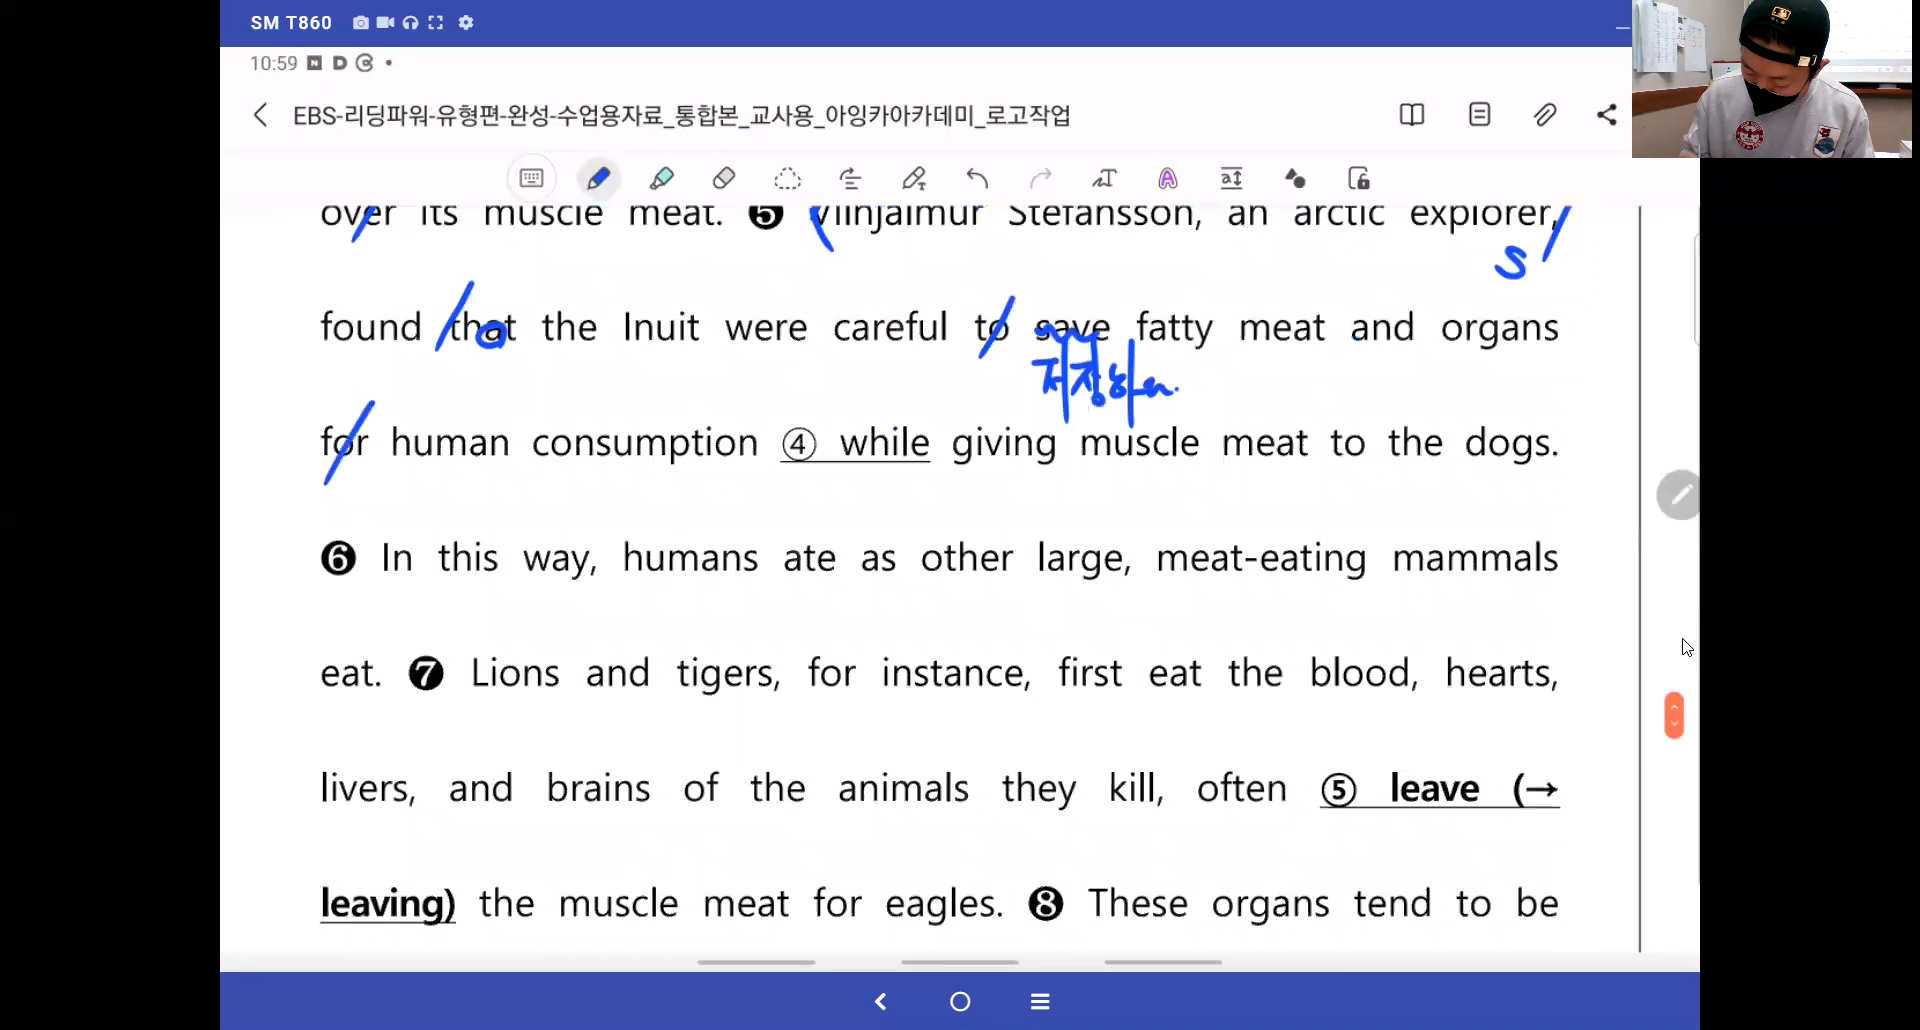 SM T860
10:59
EBS-리딩파워-유형편-완성-수업용자료_통합본_교사용_아잉카아카데미_로고작업
over its muscle meat. ❺ Vilhjalmur Stefansson, an arctic explorer,
s
found that the Inuit were careful to save fatty meat and organs
저장하느
for human consumption ④ while giving muscle meat to the dogs.
❻ In this way, humans ate as other large, meat-eating mammals
eat. ❼ Lions and tigers, for instance, first eat the blood, hearts,
livers, and brains of the animals they kill, often ⑤ leave (→
leaving) the muscle meat for eagles. ❽ These organs tend to be